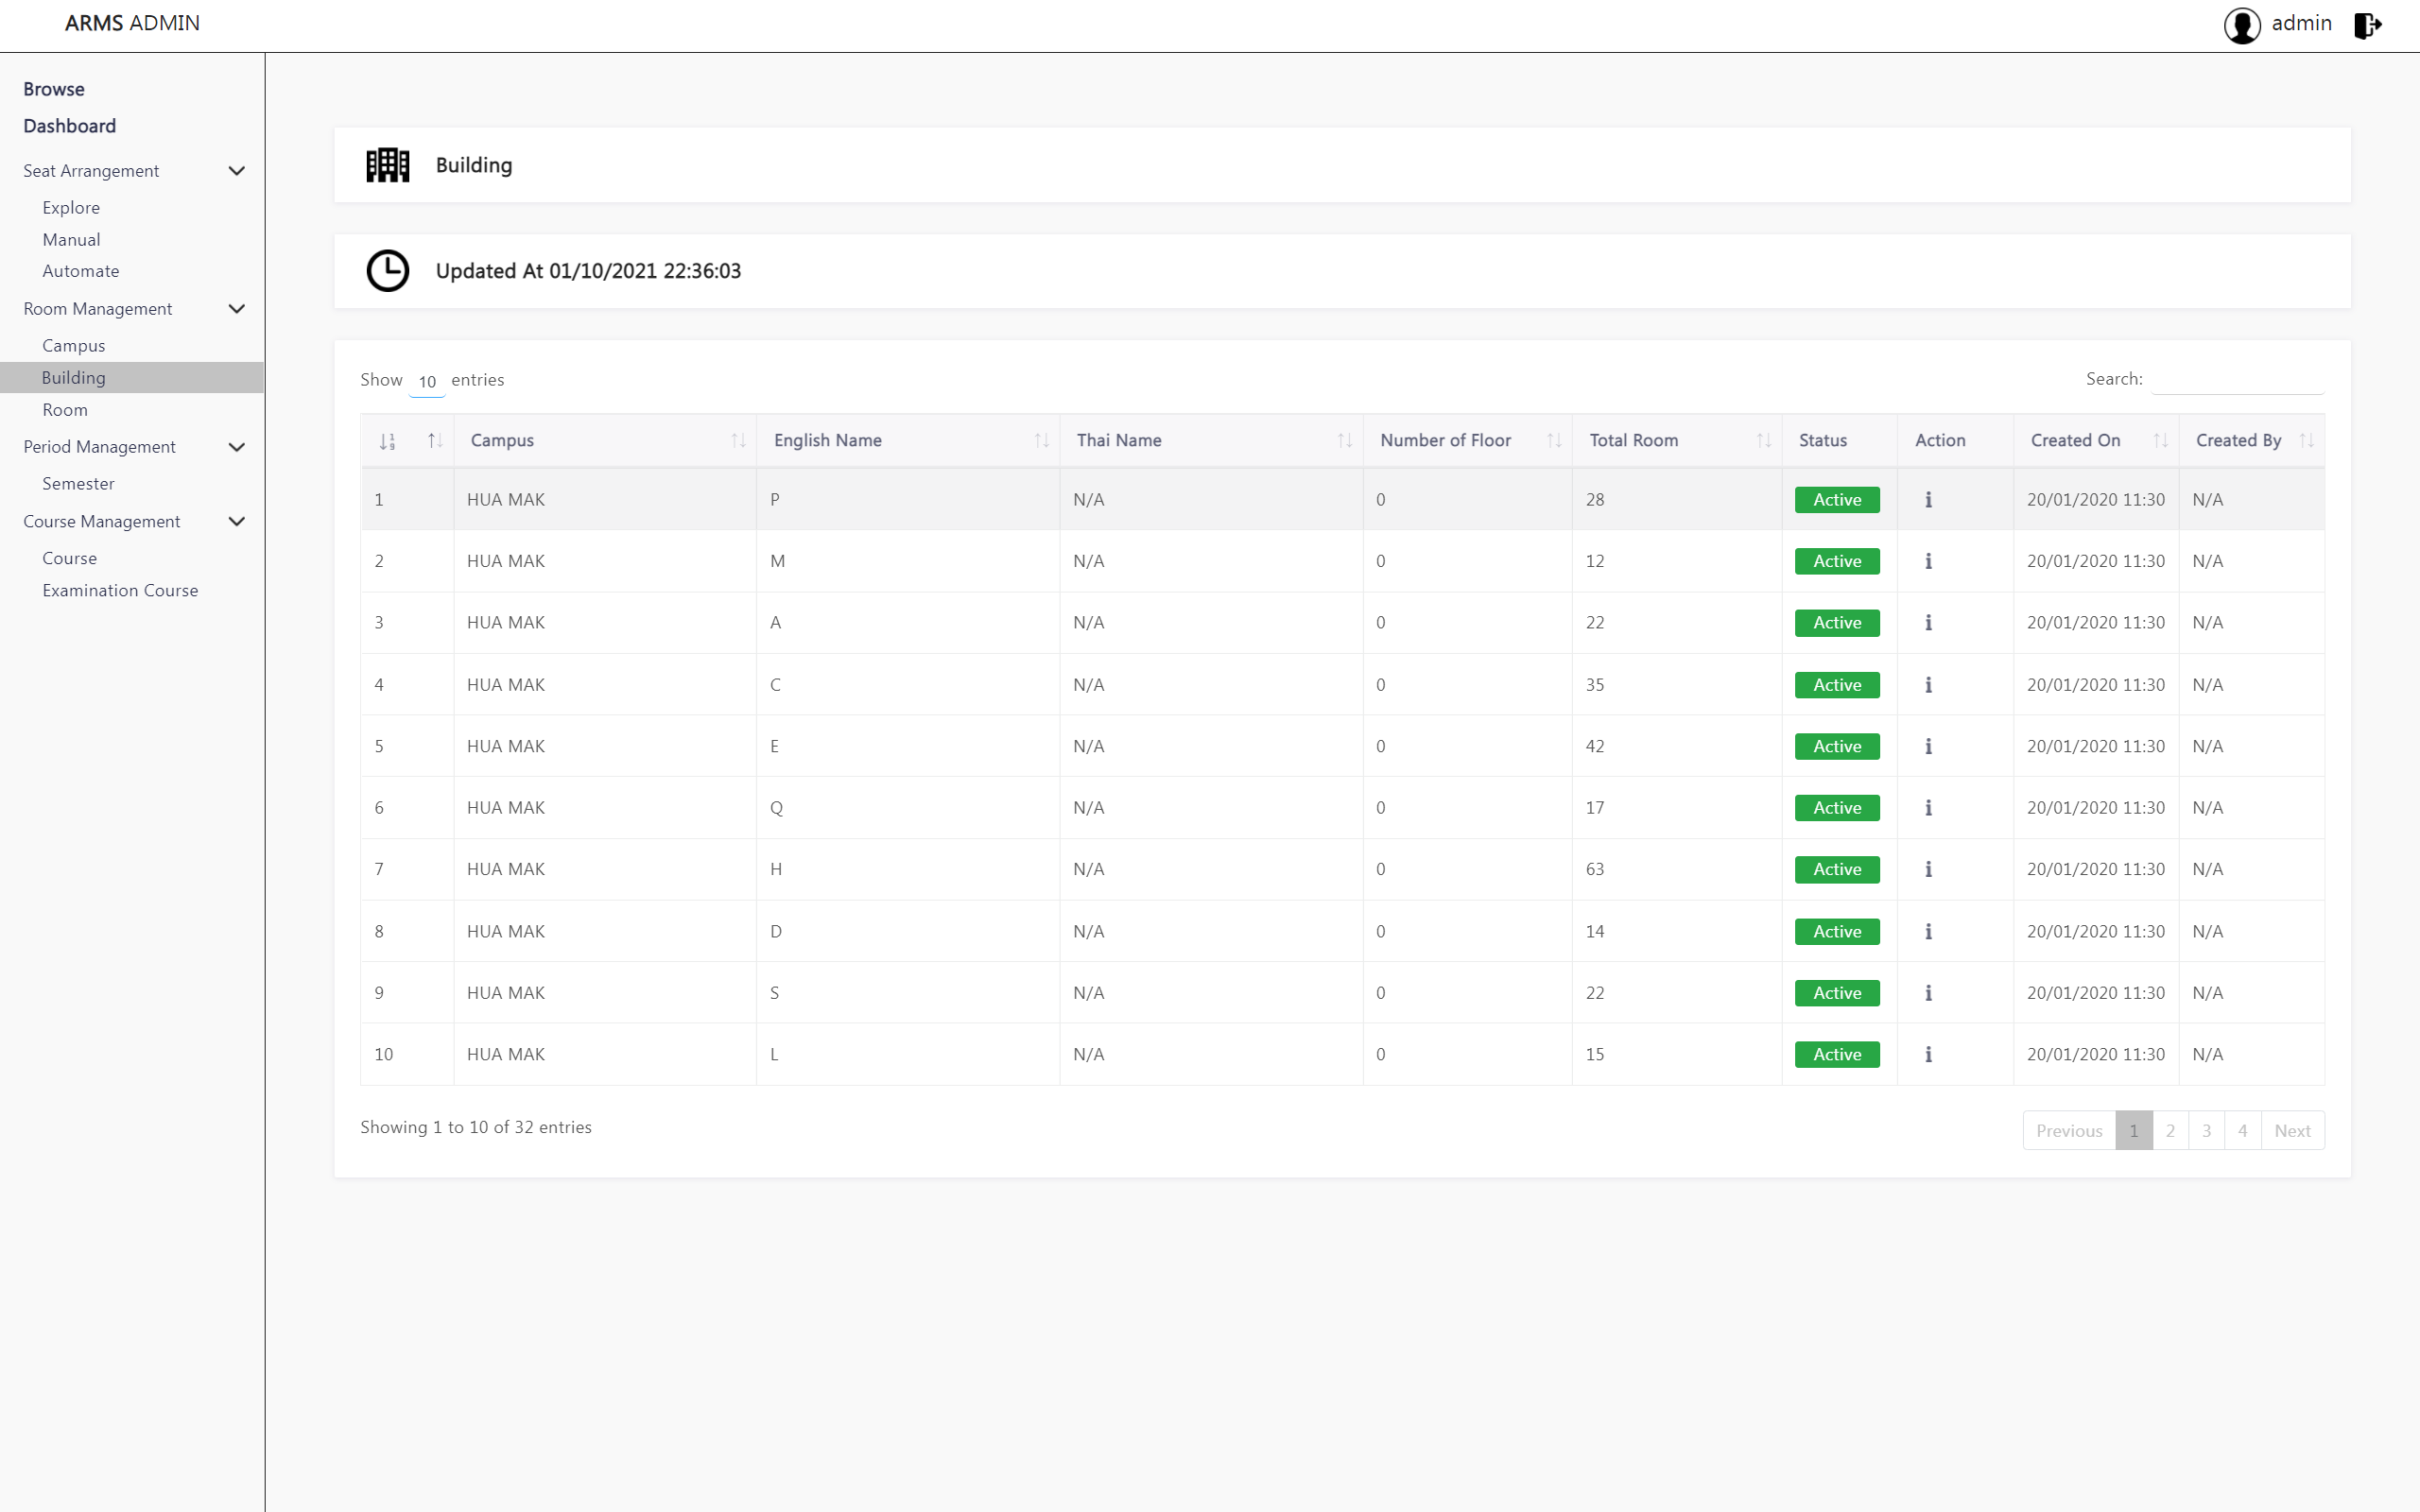 ARMS ADMIN
admin
Browse
Dashboard
Seat Arrangement
Explore
Manual
Automate
Room Management
Campus
Building
Room
Period Management
Semester
Course Management
Course
Examination Course
Building
Updated At 01/10/2021 22:36:03
Show 10 entries
Search:
Campus English Name Thai Name Number of Floor Total Room Status Action Created On Created By
1 HUA MAK P N/A 0 28 Active 20/01/2020 11:30 N/A
2 HUA MAK M N/A 0 12 Active 20/01/2020 11:30 N/A
3 HUA MAK A N/A 0 22 Active 20/01/2020 11:30 N/A
4 HUA MAK C N/A 0 35 Active 20/01/2020 11:30 N/A
5 HUA MAK E N/A 0 42 Active 20/01/2020 11:30 N/A
6 HUA MAK Q N/A 0 17 Active 20/01/2020 11:30 N/A
7 HUA MAK H N/A 0 63 Active 20/01/2020 11:30 N/A
8 HUA MAK D N/A 0 14 Active 20/01/2020 11:30 N/A
9 HUA MAK S N/A 0 22 Active 20/01/2020 11:30 N/A
10 HUA MAK L N/A 0 15 Active 20/01/2020 11:30 N/A
Showing 1 to 10 of 32 entries
Previous 1 2 3 4 Next